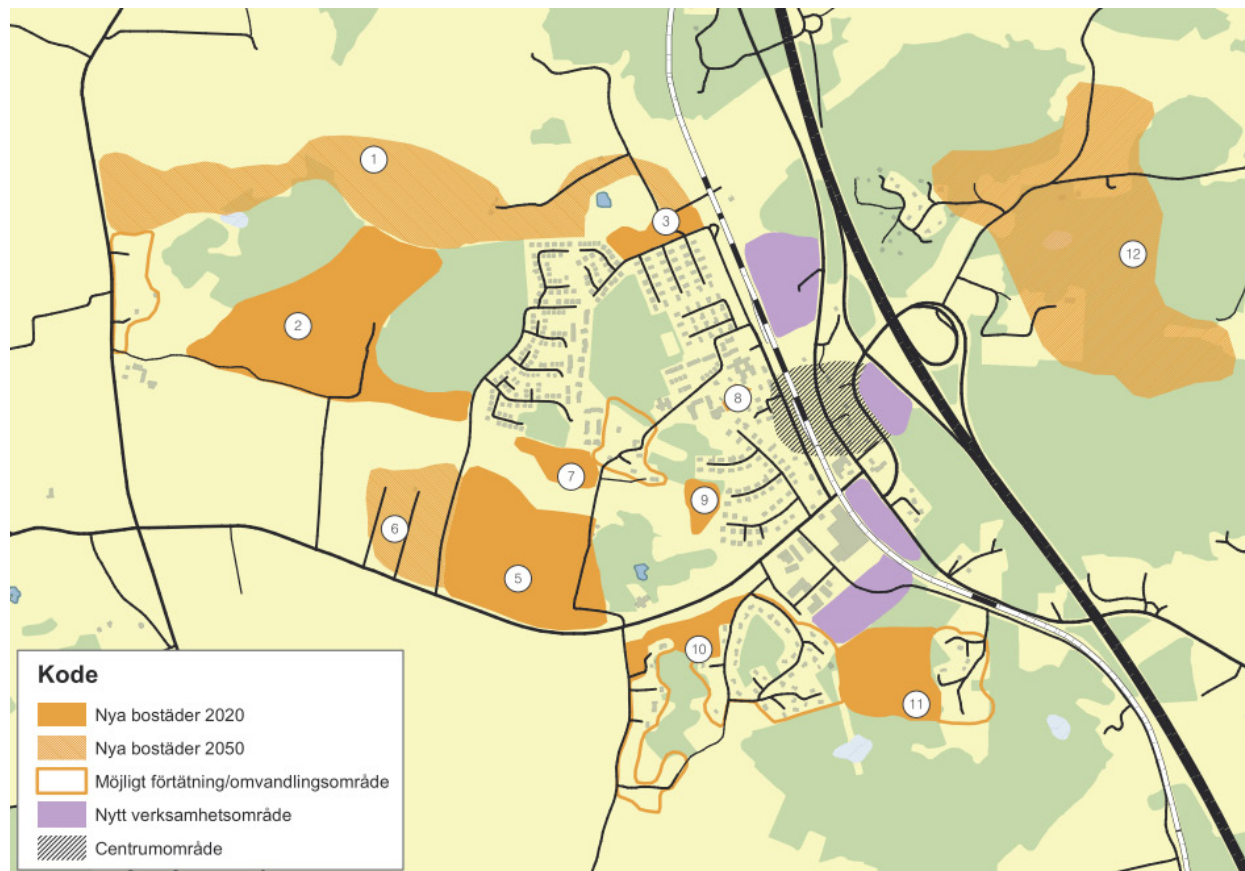 1
3
12
2
8
7
9
6
5
10
11
Kode
Nya bostäder 2020
Nya bostäder 2050
Möjligt förtätning/omvandlingsområde
Nytt verksamhetsområde
Centrumområde